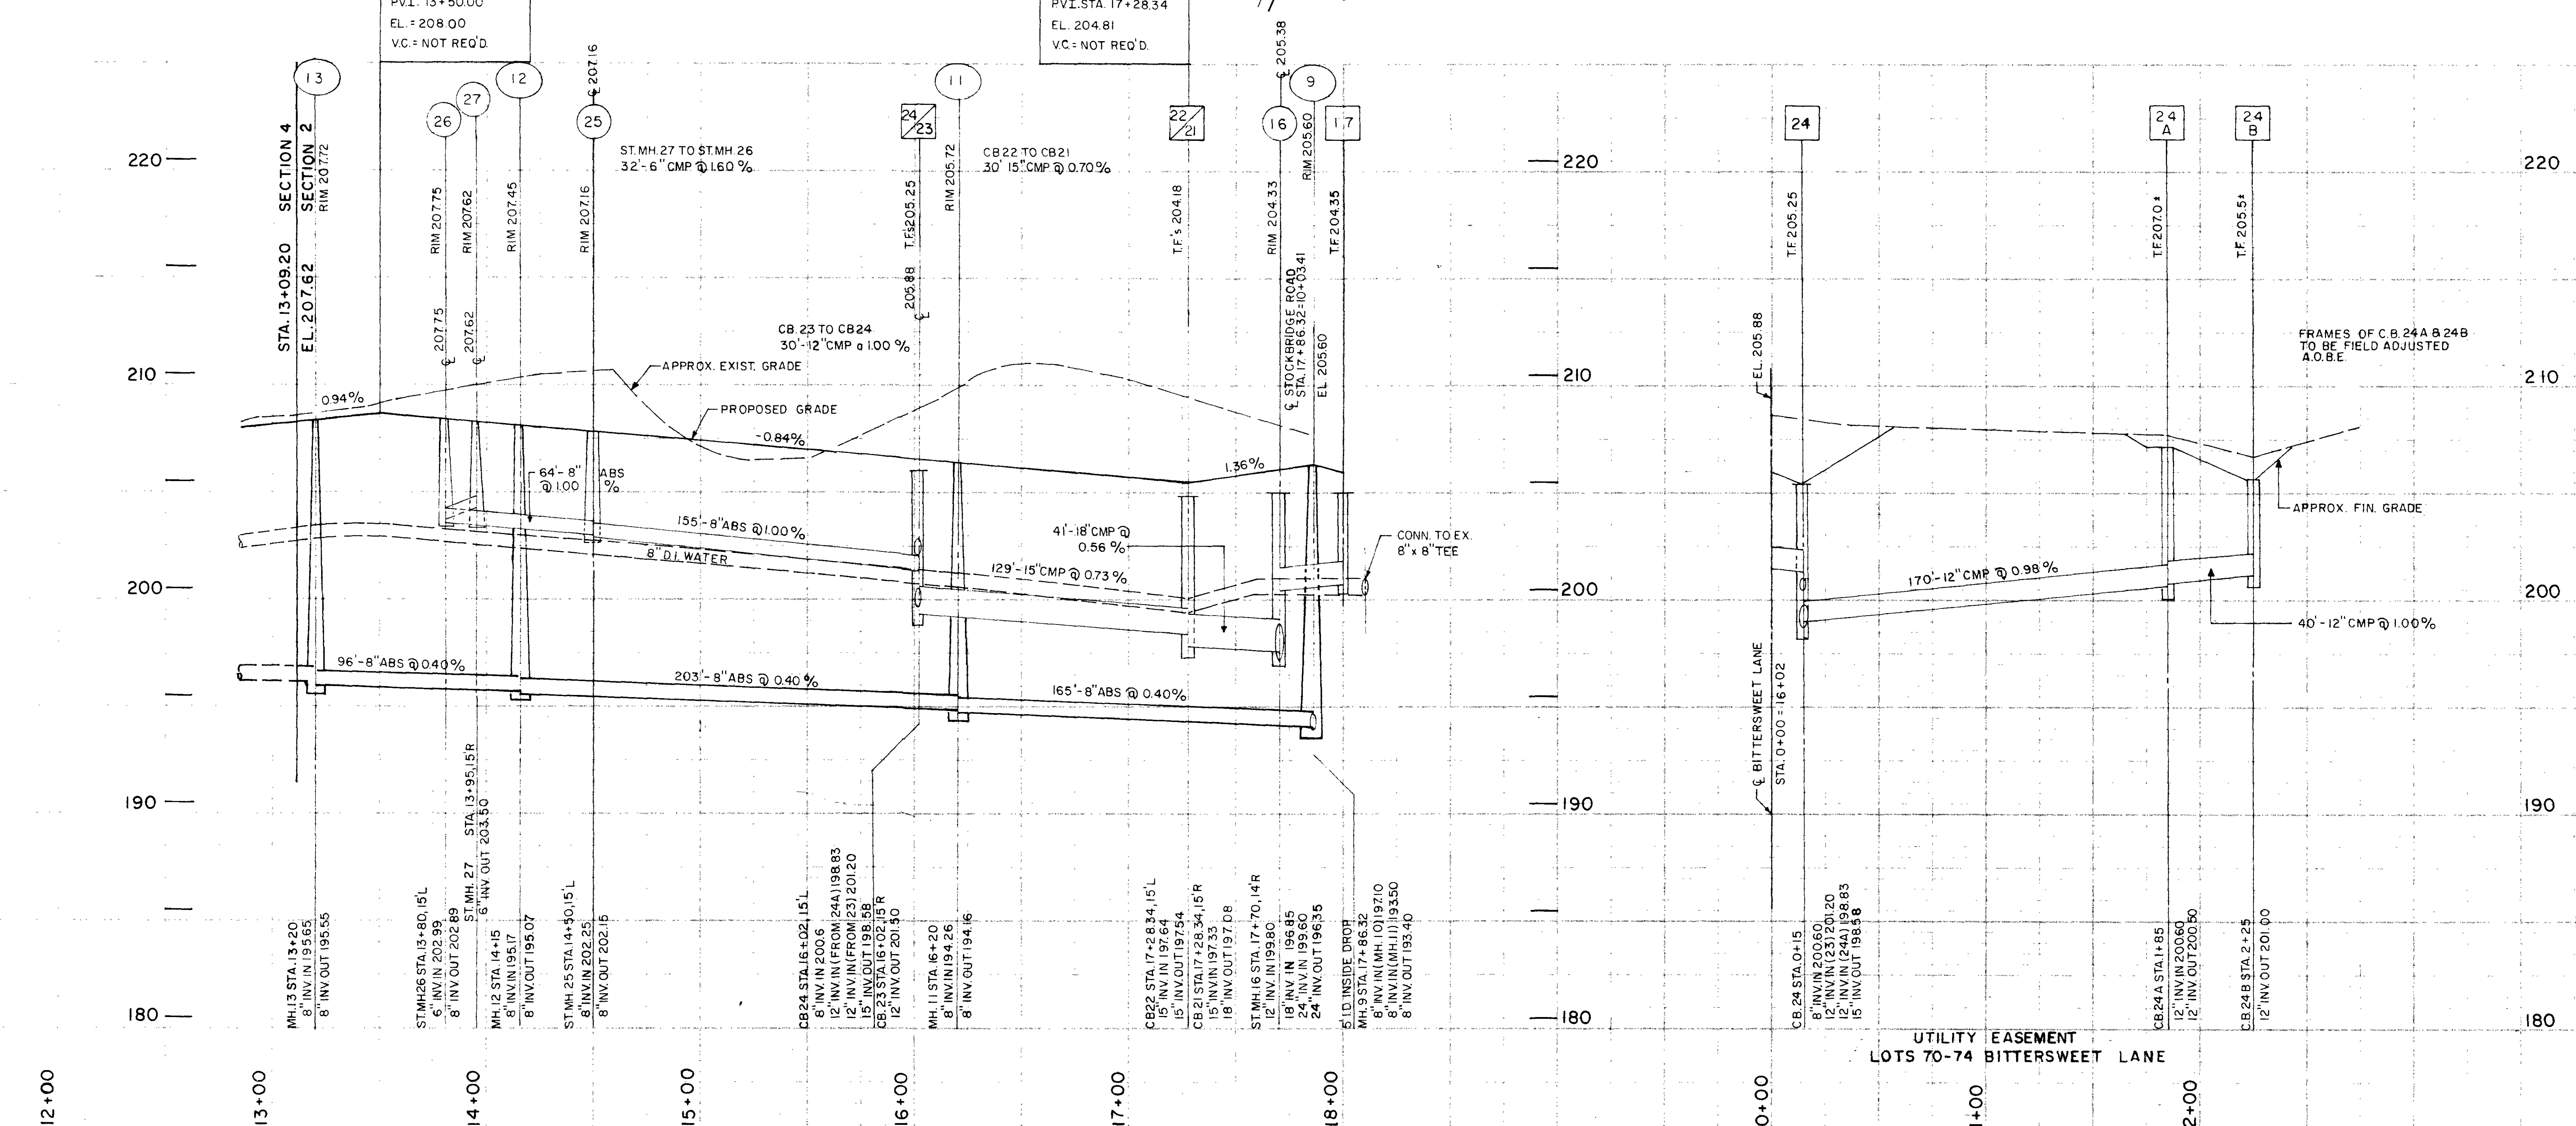 P.V.I. 13+50.00
EL. = 208.00
V.C. = NOT REQ'D.
P.V.I. STA. 17+28.34
EL. 204.81
V.C. = NOT REQ'D.
13
26
27
12
25
24/23
11
22/21
16
9
17
24
24 A
24 B
℄ 207.16
℄ 205.38
STA. 13+09.20 SECTION 4
EL. 207.62 SECTION 2
RIM 207.72
RIM 207.75
RIM 207.62
RIM 207.45
RIM 207.16
T.F.'s 205.25
RIM 205.72
T.F.'s 204.18
RIM 204.33
RIM 205.60
T.F. 204.35
T.F. 205.25
T.F. 207.0±
T.F. 205.5±
℄ 207.75
℄ 207.62
℄ 205.88
ST. MH. 27 TO ST. MH. 26
32'-6" CMP @ 1.60 %
CB 22 TO CB 21
30' 15" CMP @ 0.70%
CB. 23 TO CB 24
30'-12" CMP @ 1.00 %
℄ STOCKBRIDGE ROAD
STA. 17+86.32=10+03.41
EL 205.60
EL. 205.88
FRAMES OF C.B. 24A & 24B
TO BE FIELD ADJUSTED
A.O.B.E.
APPROX. EXIST. GRADE
PROPOSED GRADE
0.94%
-0.84%
1.36%
64'-8" ABS
@ 1.00 %
155'-8" ABS @ 1.00%
8" D.I. WATER
41'-18" CMP @
0.56 %
129'-15" CMP @ 0.73%
CONN. TO EX.
8" x 8" TEE
170'-12" CMP @ 0.98%
APPROX. FIN. GRADE
40'-12" CMP @ 1.00%
96'-8" ABS @ 0.40%
203'-8" ABS @ 0.40%
165'-8" ABS @ 0.40%
℄ BITTERSWEET LANE
STA. 0+00 = 16+02
220
210
200
190
180
220
210
200
190
180
220
210
200
190
180
MH. 13 STA. 13+20
8" INV. IN 195.65
8" INV. OUT 195.55
ST. MH 26 STA. 13+80, 15' L
6" INV. IN 202.99
8" INV. OUT 202.89
ST. MH. 27 STA. 13+95, 15' R
6" INV. OUT 203.50
MH. 12 STA. 14+15
8" INV. IN 195.17
8" INV. OUT 195.07
ST. MH. 25 STA. 14+50, 15' L
8" INV. IN 202.25
8" INV. OUT 202.15
CB 24 STA. 16+02, 15' L
8" INV. IN 200.6
12" INV. IN (FROM 24A) 198.83
12" INV. IN (FROM 23) 201.20
15" INV. OUT 198.58
CB. 23 STA. 16+02, 15' R
12" INV. OUT 201.50
MH. 11 STA. 16+20
8" INV. IN 194.26
8" INV. OUT 194.16
CB 22 STA. 17+28.34, 15' L
15" INV. IN 197.64
15" INV. OUT 197.54
CB. 21 STA. 17+28.34, 15' R
15" INV. IN 197.33
18" INV. OUT 197.08
ST. MH. 16 STA. 17+70, 14' R
12" INV. IN 199.80
18" INV. IN 196.85
24" INV. IN 199.60
24" INV. OUT 196.35
INSIDE DROP
MH. 9 STA. 17+86.32
8" INV. IN (MH. 10) 197.10
8" INV. IN (MH. 11) 193.50
8" INV. OUT 193.40
C.B. 24 STA. 0+15
8" INV. IN 200.60
12" INV. IN (23) 201.20
12" INV. IN (24A) 198.83
15" INV. OUT 198.58
C.B. 24 A STA. 1+85
12" INV. IN 200.60
12" INV. OUT 200.50
C.B. 24 B STA. 2+25
12" INV. OUT 201.00
UTILITY EASEMENT
LOTS 70-74 BITTERSWEET LANE
12+00
13+00
14+00
15+00
16+00
17+00
18+00
0+00
1+00
2+00